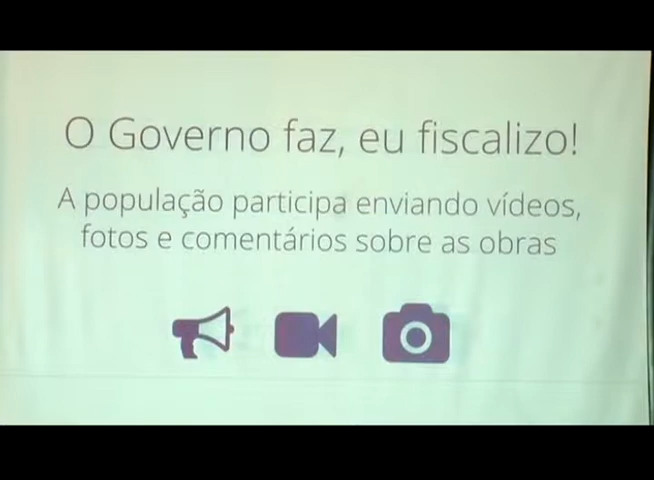 O Governo faz, eu fiscalizo!
A população participa enviando vídeos,
fotos e comentários sobre as obras